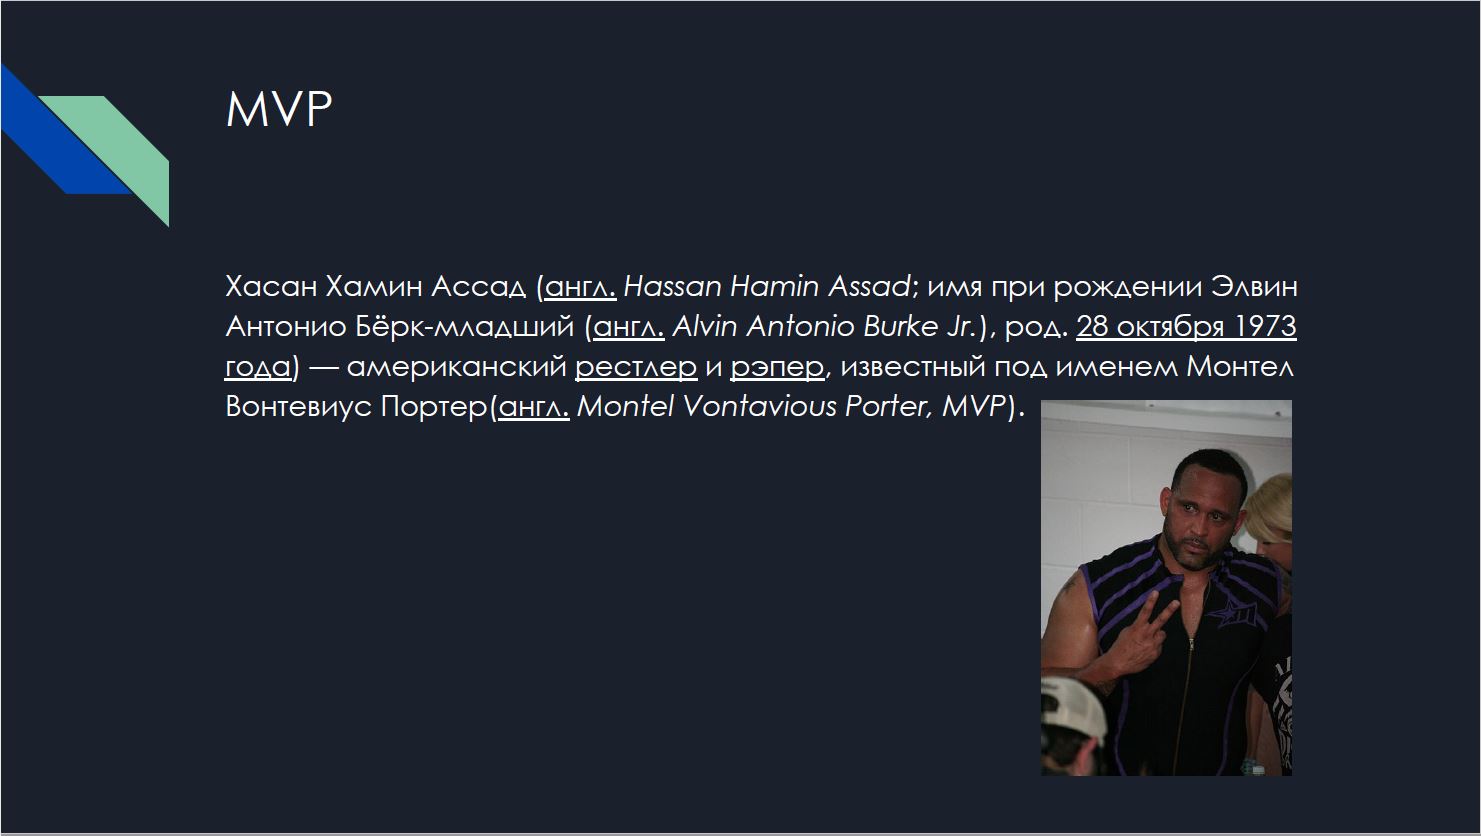 MVP
Хасан Хамин Ассад (англ. Hassan Hamin Assad; имя при рождении Элвин
Антонио Бёрк-младший (англ. Alvin Antonio Burke Jr.), род. 28 октября 1973
года) — американский рестлер и рэпер, известный под именем Монтел
Вонтевиус Портер(англ. Montel Vontavious Porter, MVP).